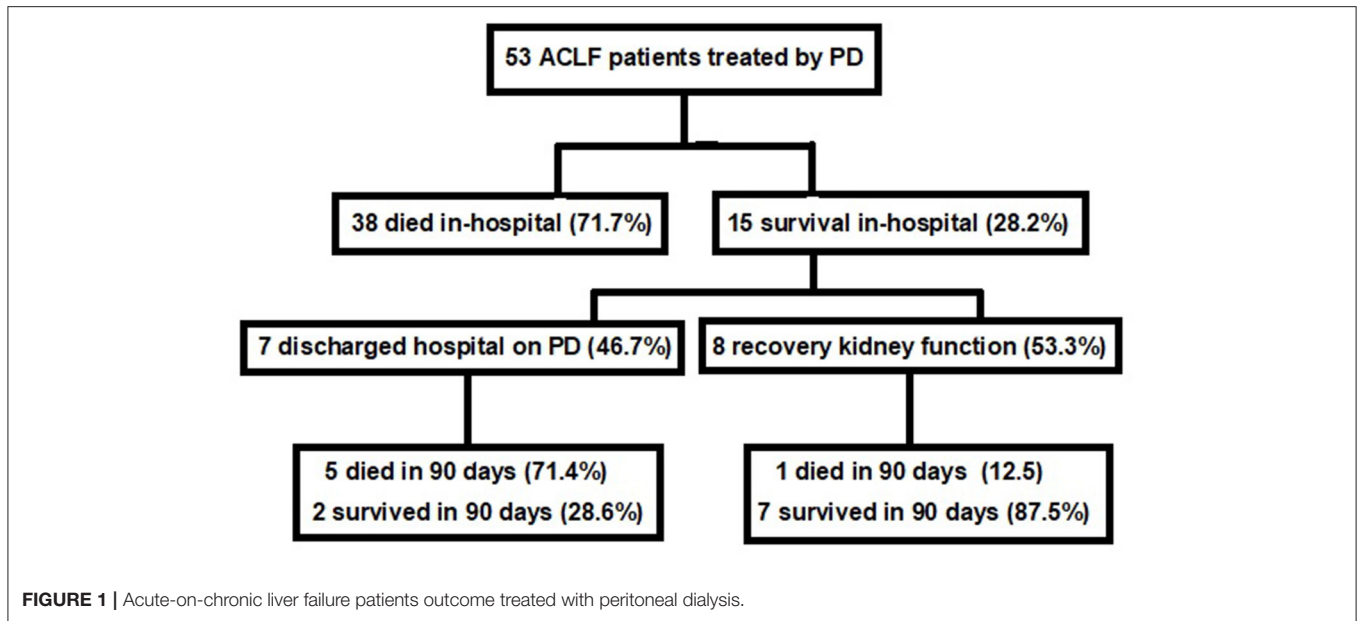 53 ACLF patients treated by PD
38 died in-hospital (71.7%)
15 survival in-hospital (28.2%)
7 discharged hospital on PD (46.7%)
8 recovery kidney function (53.3%)
5 died in 90 days (71.4%)
2 survived in 90 days (28.6%)
1 died in 90 days (12.5)
7 survived in 90 days (87.5%)
FIGURE 1 | Acute-on-chronic liver failure patients outcome treated with peritoneal dialysis.